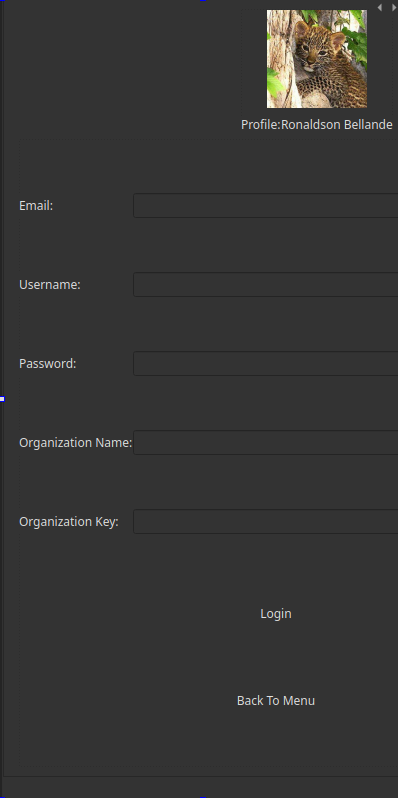 Profile:Ronaldson Bellande
Email:
Username:
Password:
Organization Name:
Organization Key:
Login
Back To Menu